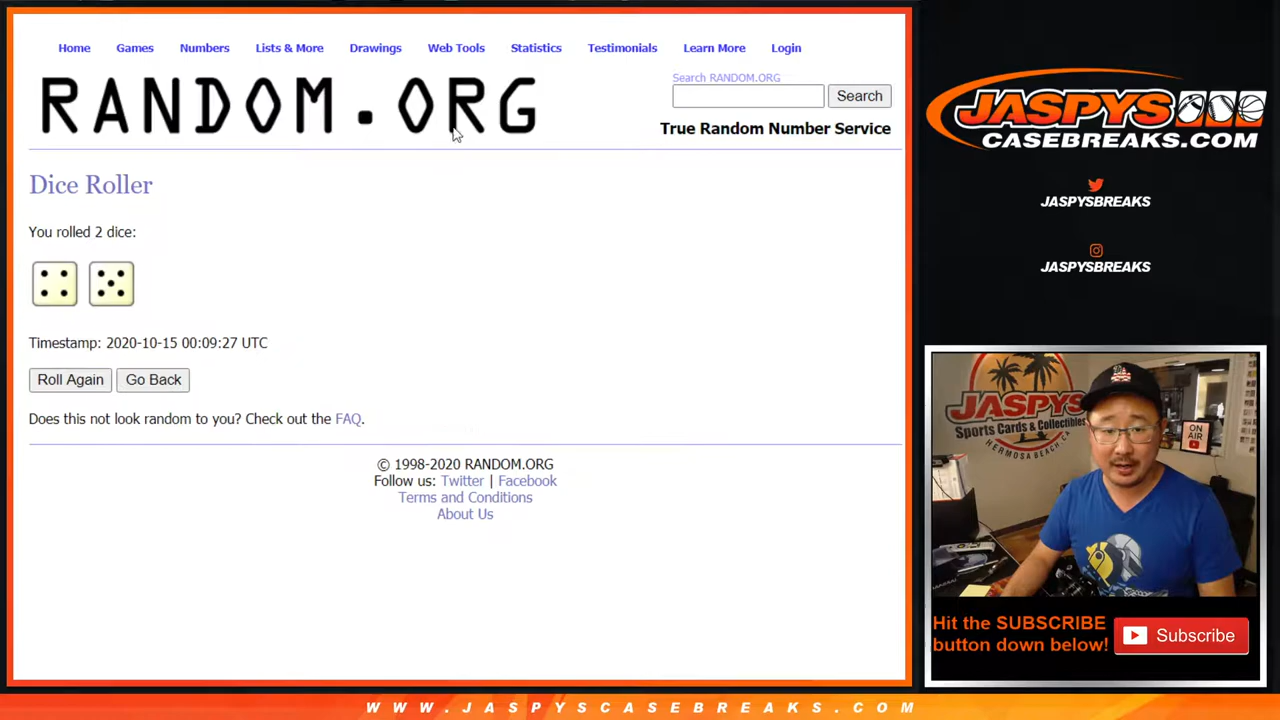 Home Games Numbers Lists & More Drawings Web Tools Statistics Testimonials Learn More Login
RANDOM.ORG
Search RANDOM.ORG
Search
True Random Number Service
Dice Roller
You rolled 2 dice:
Timestamp: 2020-10-15 00:09:27 UTC
Roll Again Go Back
Does this not look random to you? Check out the FAQ.
© 1998-2020 RANDOM.ORG
Follow us: Twitter | Facebook
Terms and Conditions
About Us
JASPYS
CASEBREAKS.COM
JASPYSBREAKS
JASPYSBREAKS
JASPYS
Sports Cards & Collectibles
HERMOSA BEACH-CA
ON AIR
Hit the SUBSCRIBE
button down below!
Subscribe
WWW.JASPYSCASEBREAKS.COM